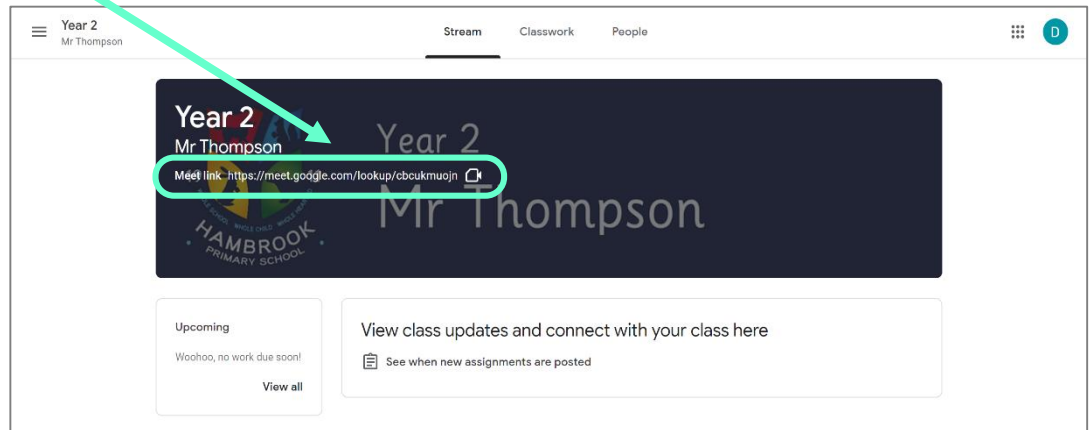 Year 2
Mr Thompson
Stream
Classwork
People
D
Year 2
Mr Thompson
Meet link https://meet.google.com/lookup/cbcukmuojn
Year 2
Mr Thompson
WHOLE CHILD
HAMBROOK
PRIMARY SCHOOL
Upcoming
Woohoo, no work due soon!
View all
View class updates and connect with your class here
See when new assignments are posted